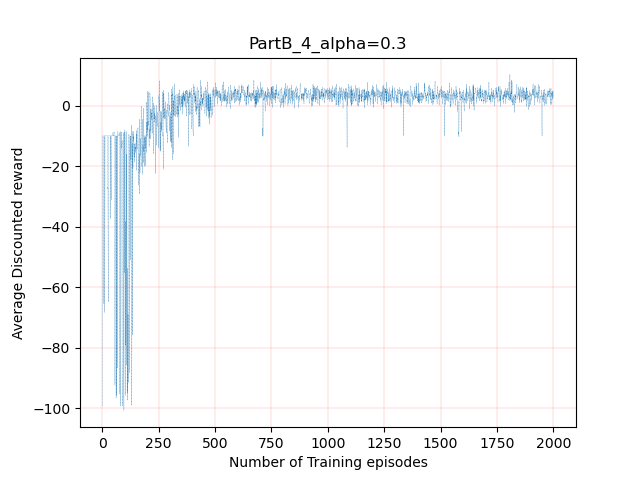 PartB_4_alpha=0.3
Average Discounted reward
0
−20
−40
−60
−80
−100
0 250 500 750 1000 1250 1500 1750 2000
Number of Training episodes